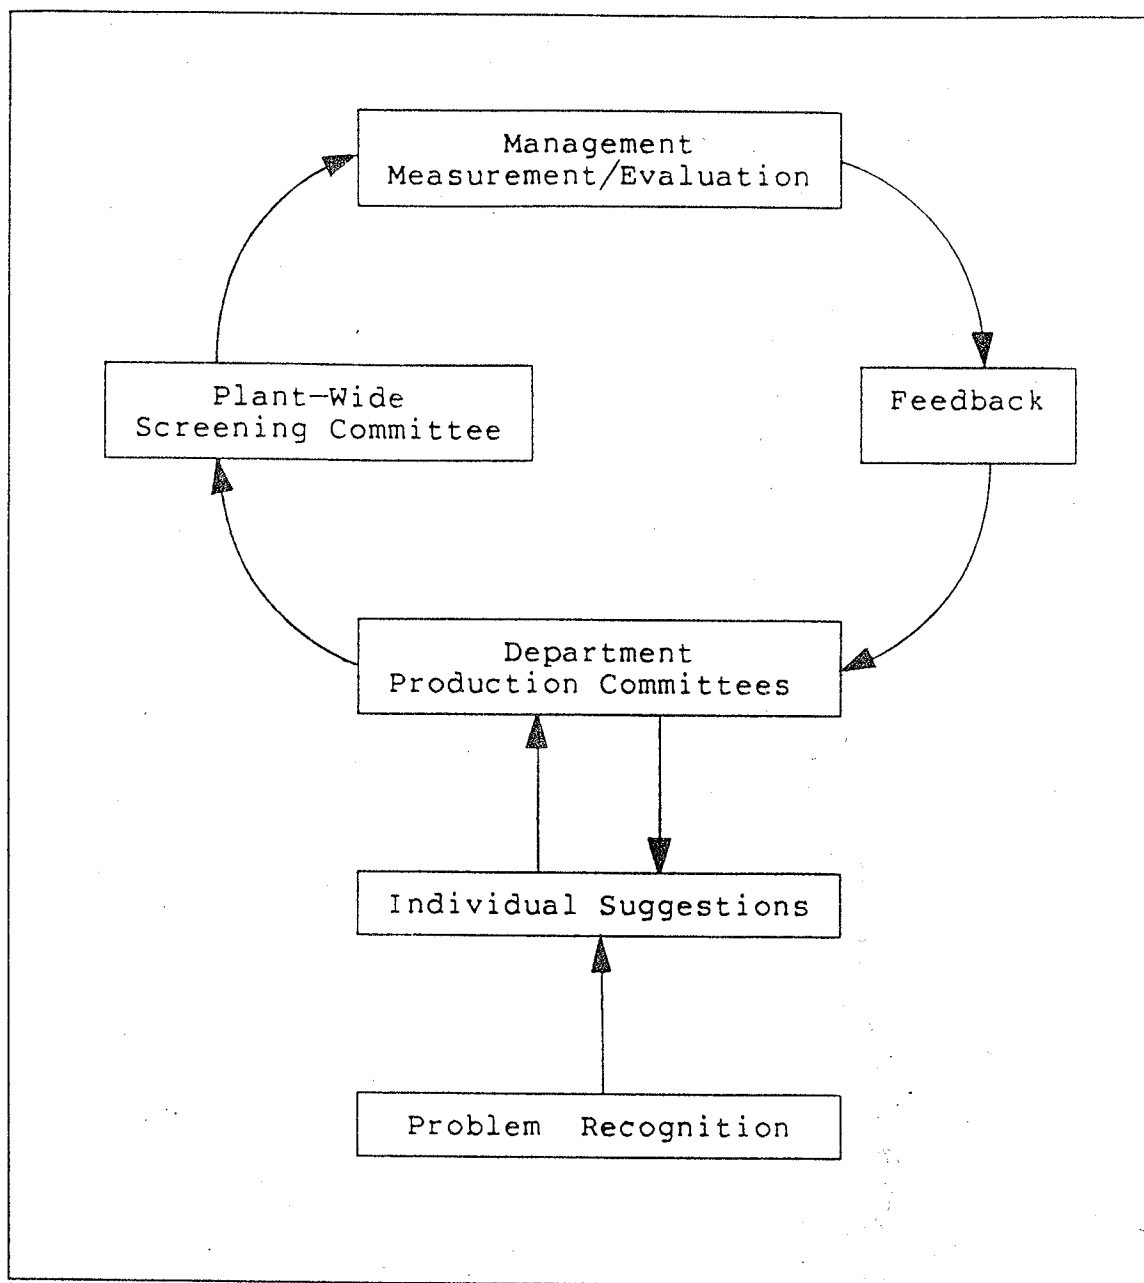 Management
Measurement/Evaluation
Plant-Wide
Screening Committee
Feedback
Department
Production Committees
Individual Suggestions
Problem Recognition